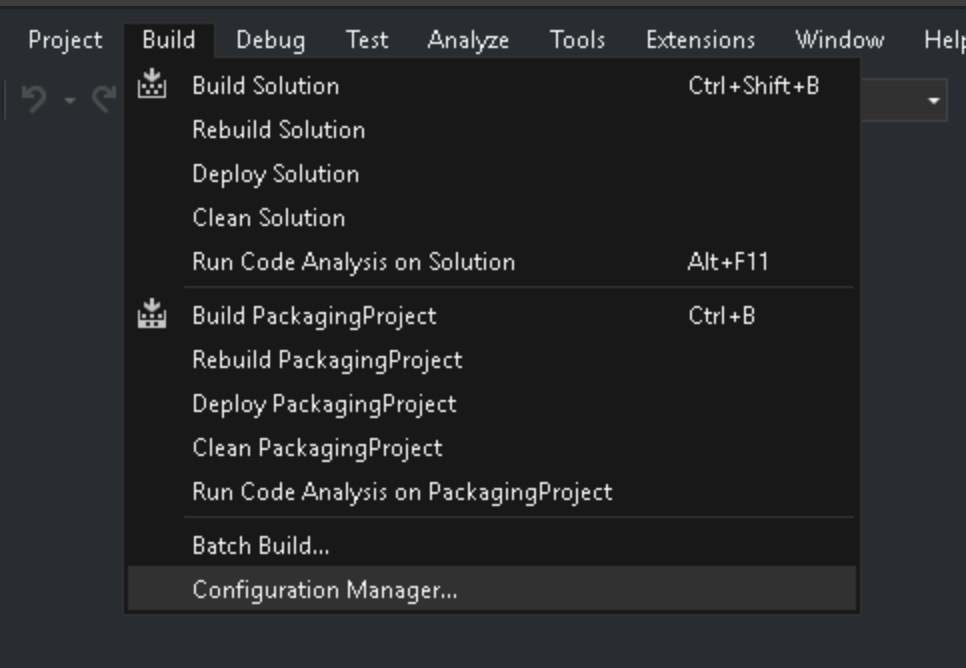 Project Build Debug Test Analyze Tools Extensions Window Help
Build Solution Ctrl+Shift+B
Rebuild Solution
Deploy Solution
Clean Solution
Run Code Analysis on Solution Alt+F11
Build PackagingProject Ctrl+B
Rebuild PackagingProject
Deploy PackagingProject
Clean PackagingProject
Run Code Analysis on PackagingProject
Batch Build...
Configuration Manager...